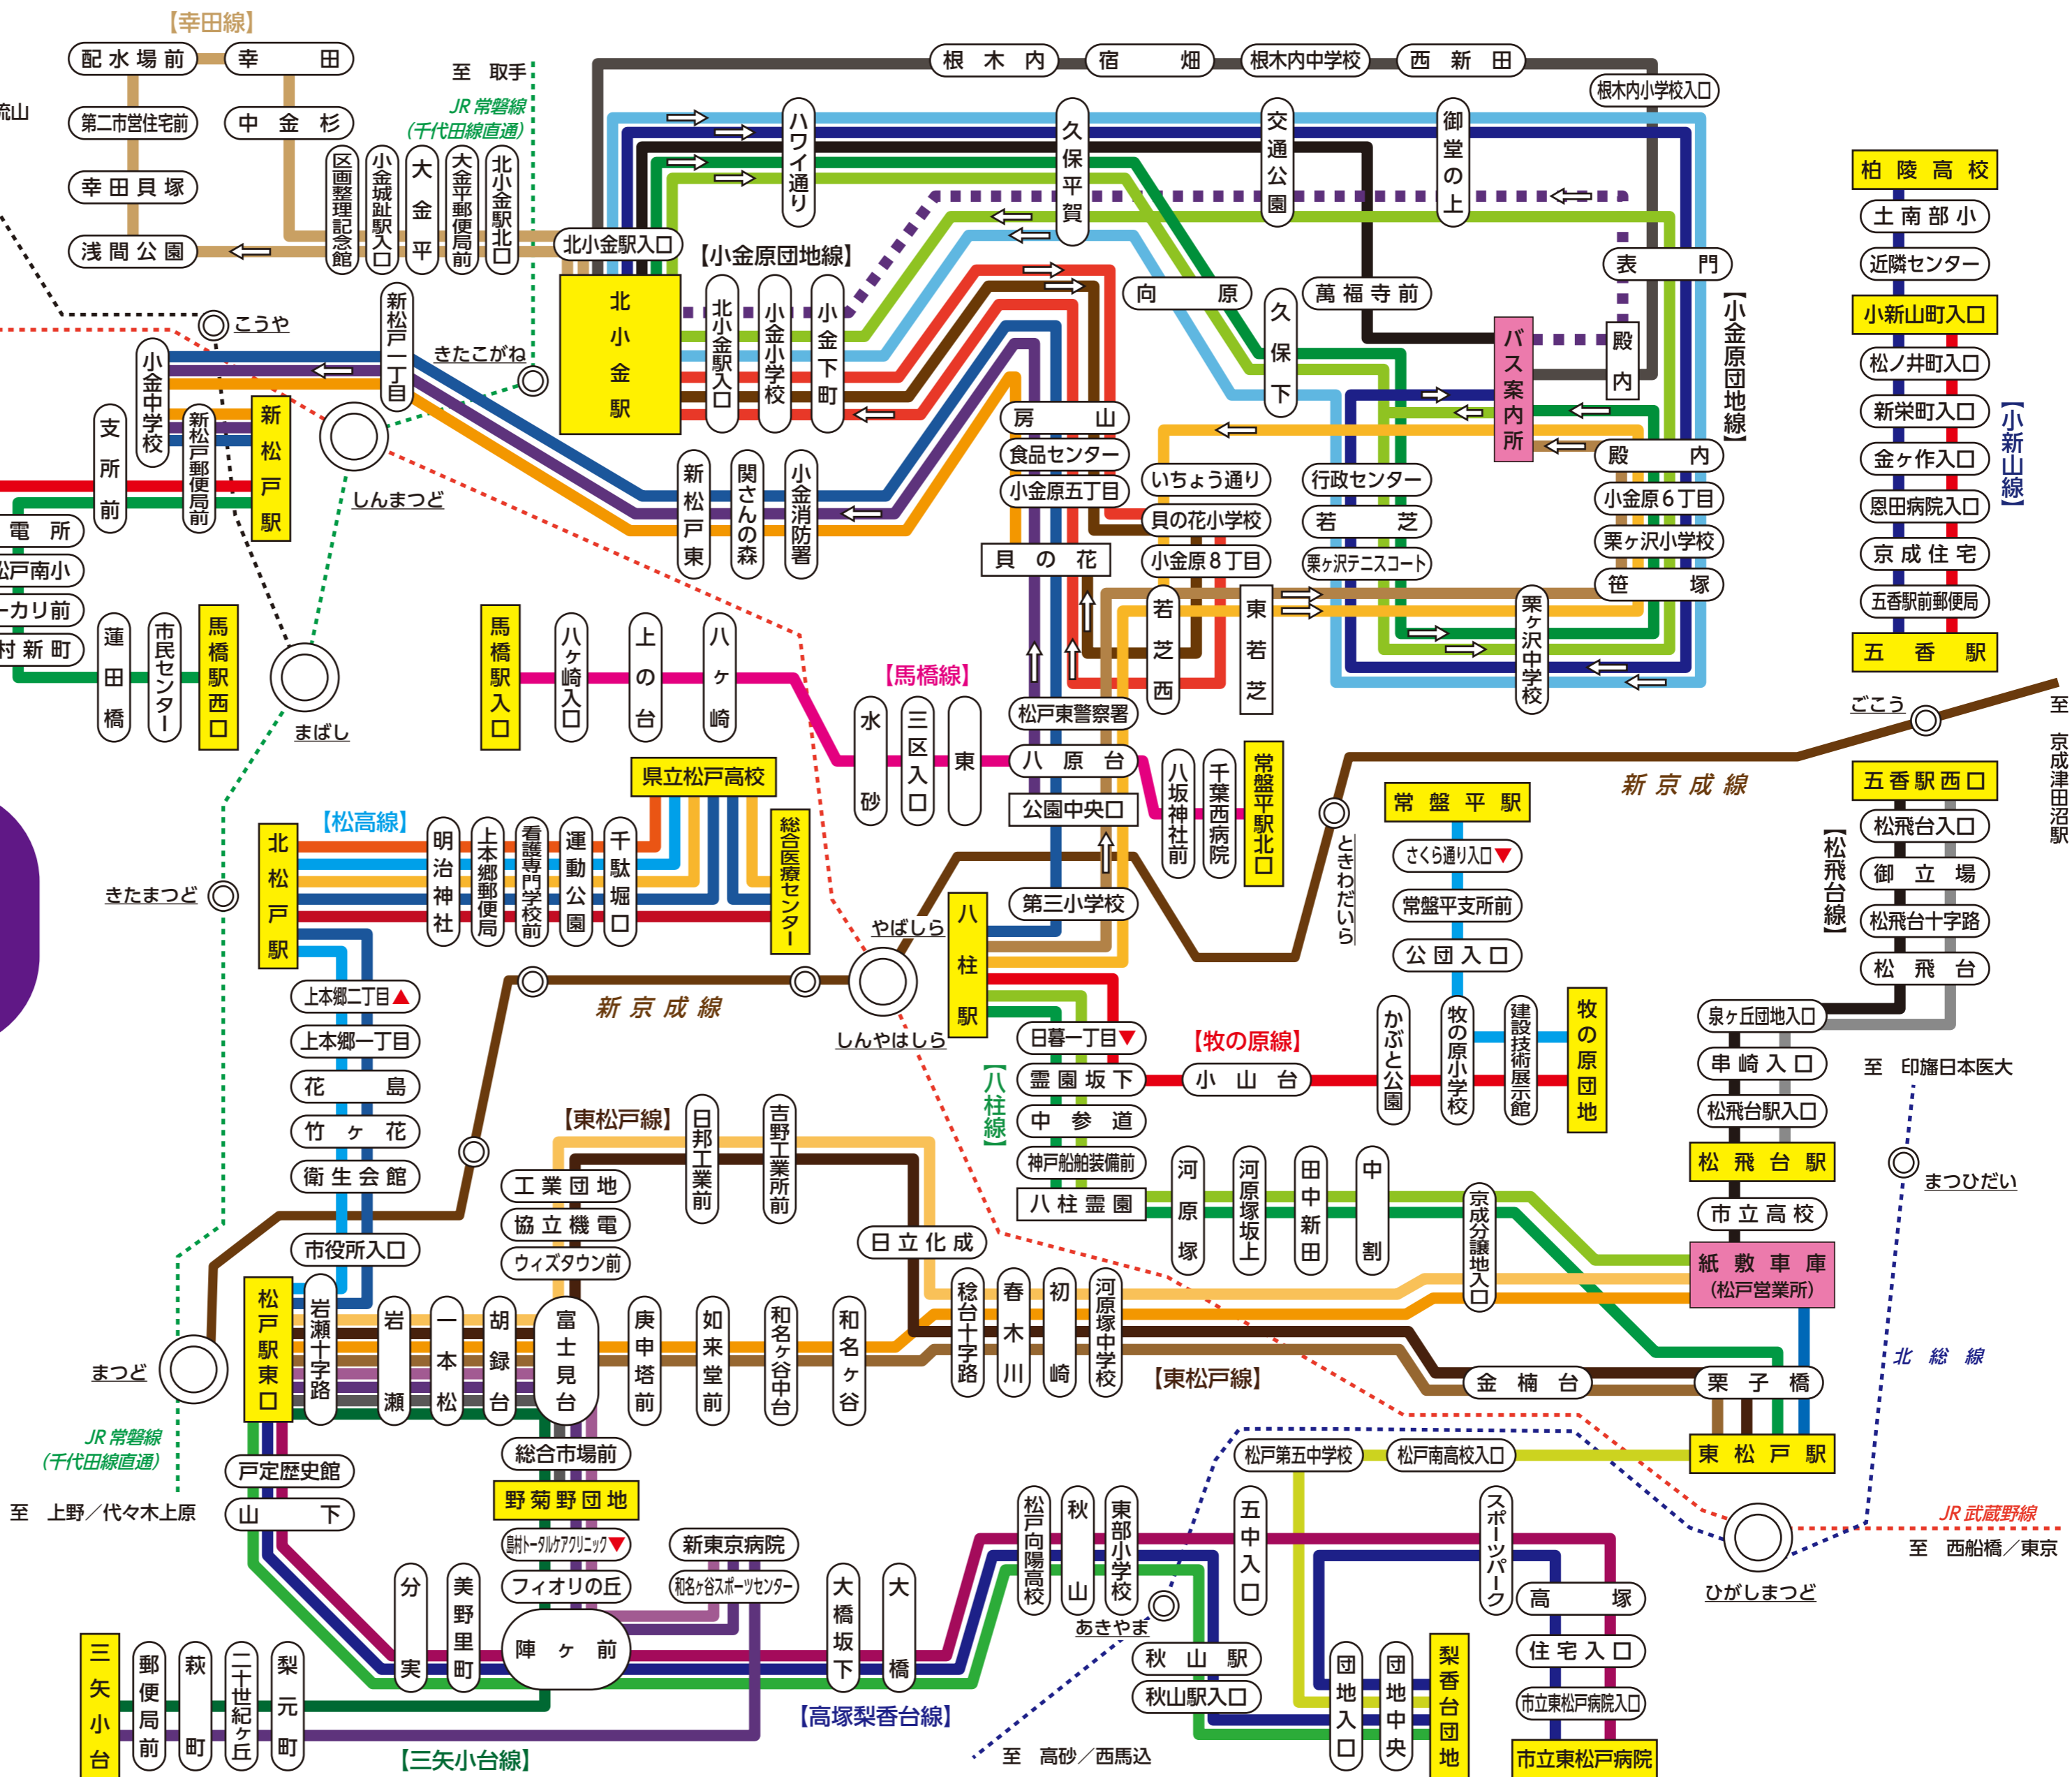 【幸田線】
配水場前
幸田
第二市営住宅前
中金杉
幸田貝塚
浅間公園
区画整理記念館
小金城趾駅入口
大金平
大金平郵便局前
北小金駅北口
流山
至 取手
JR常磐線
(千代田線直通)
北小金駅入口
北小金駅
根木内
宿畑
根木内中学校
西新田
根木内小学校入口
ハワイ通り
久保平賀
交通公園
御堂の上
【小金原団地線】
北小金駅入口
小金小学校
小金下町
向原
萬福寺前
久保下
表門
殿内
バス案内所
【小金原団地線】
柏陵高校
土南部小
近隣センター
小新山町入口
松ノ井町入口
新栄町入口
金ヶ作入口
恩田病院入口
京成住宅
五香駅前郵便局
五香駅
【小新山線】
こうや
きたこがね
新松戸一丁目
小金中学校
新松戸郵便局前
新松戸駅
支所前
しんまつど
電所
松戸南小
ーカリ前
村新町
蓮田橋
市民センター
馬橋駅西口
まばし
新松戸東
関さんの森
小金消防署
房山
食品センター
小金原五丁目
貝の花
いちょう通り
貝の花小学校
小金原8丁目
行政センター
若芝
栗ヶ沢テニスコート
殿内
小金原6丁目
栗ヶ沢小学校
笹塚
若芝西
東若芝
栗ヶ沢中学校
馬橋駅入口
八ヶ崎入口
上の台
八ヶ崎
【馬橋線】
水砂
三区入口
東
松戸東警察署
八原台
公園中央口
八坂神社前
千葉西病院
常盤平駅北口
第三小学校
八柱駅
やばしら
しんやはしら
ときわだいら
新京成線
ごこう
至 京成津田沼駅
県立松戸高校
【松高線】
北松戸駅
明治神社
上本郷郵便局
看護専門学校前
運動公園
千駄堀口
総合医療センター
きたまつど
上本郷二丁目▲
上本郷一丁目
花島
竹ヶ花
衛生会館
市役所入口
新京成線
常盤平駅
さくら通り入口▼
常盤平支所前
公団入口
かぶと公園
牧の原小学校
建設技術展示館
牧の原団地
【牧の原線】
日暮一丁目▼
霊園坂下
小山台
中参道
神戸船舶装備前
八柱霊園
【八柱線】
河原塚
河原塚坂上
田中新田
中割
京成分譲地入口
五香駅西口
松飛台入口
御立場
松飛台十字路
松飛台
【松飛台線】
泉ヶ丘団地入口
串崎入口
松飛台駅入口
松飛台駅
市立高校
紙敷車庫
(松戸営業所)
至 印旛日本医大
まつひだい
北総線
【東松戸線】
日邦工業前
吉野工業所前
工業団地
協立機電
ウィズタウン前
日立化成
松戸駅東口
岩瀬十字路
岩瀬
一本松
胡録台
富士見台
庚申塔前
如来堂前
和名ヶ谷中台
和名ヶ谷
稔台十字路
春木川
初崎
河原塚中学校
【東松戸線】
金楠台
栗子橋
東松戸駅
まつど
JR常磐線
(千代田線直通)
至 上野/代々木上原
戸定歴史館
山下
総合市場前
野菊野団地
島村トータルケアクリニック▼
フィオリの丘
陣ヶ前
新東京病院
和名ヶ谷スポーツセンター
分実
美野里町
大橋坂下
大橋
松戸向陽高校
秋山
東部小学校
五中入口
あきやま
秋山駅
秋山駅入口
松戸第五中学校
松戸南高校入口
スポーツパーク
高塚
住宅入口
市立東松戸病院入口
市立東松戸病院
団地入口
団地中央
梨香台団地
ひがしまつど
JR武蔵野線
至 西船橋/東京
【高塚梨香台線】
至 高砂/西馬込
三矢小台
郵便局前
萩町
二十世紀ヶ丘
梨元町
【三矢小台線】